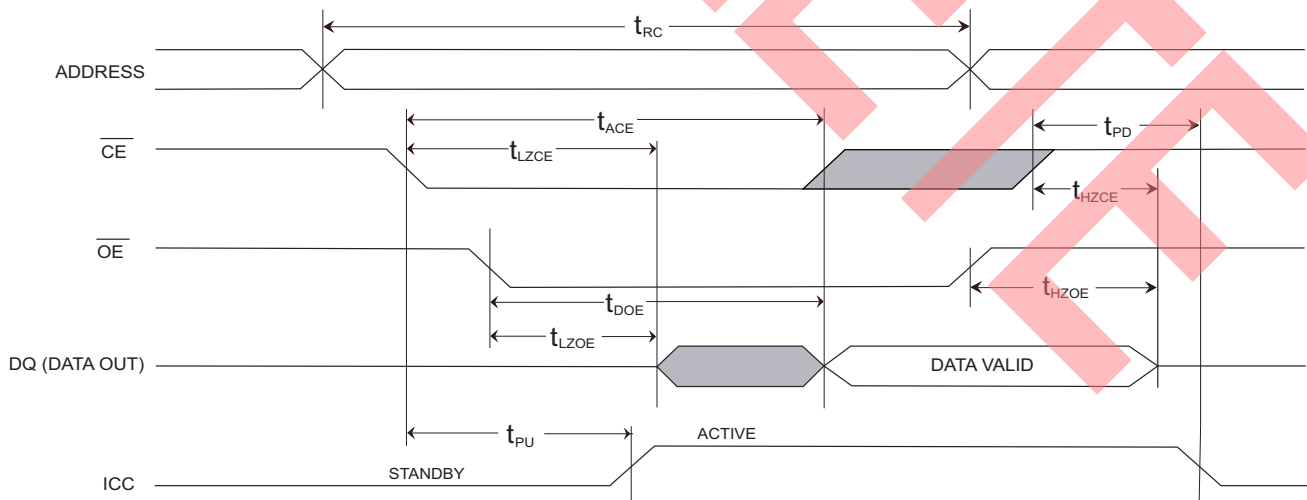 tRC
ADDRESS
tACE
tPD
CE
tLZCE
tHZCE
OE
tHZOE
tDOE
tLZOE
DQ (DATA OUT)
DATA VALID
tPU
ACTIVE
STANDBY
ICC